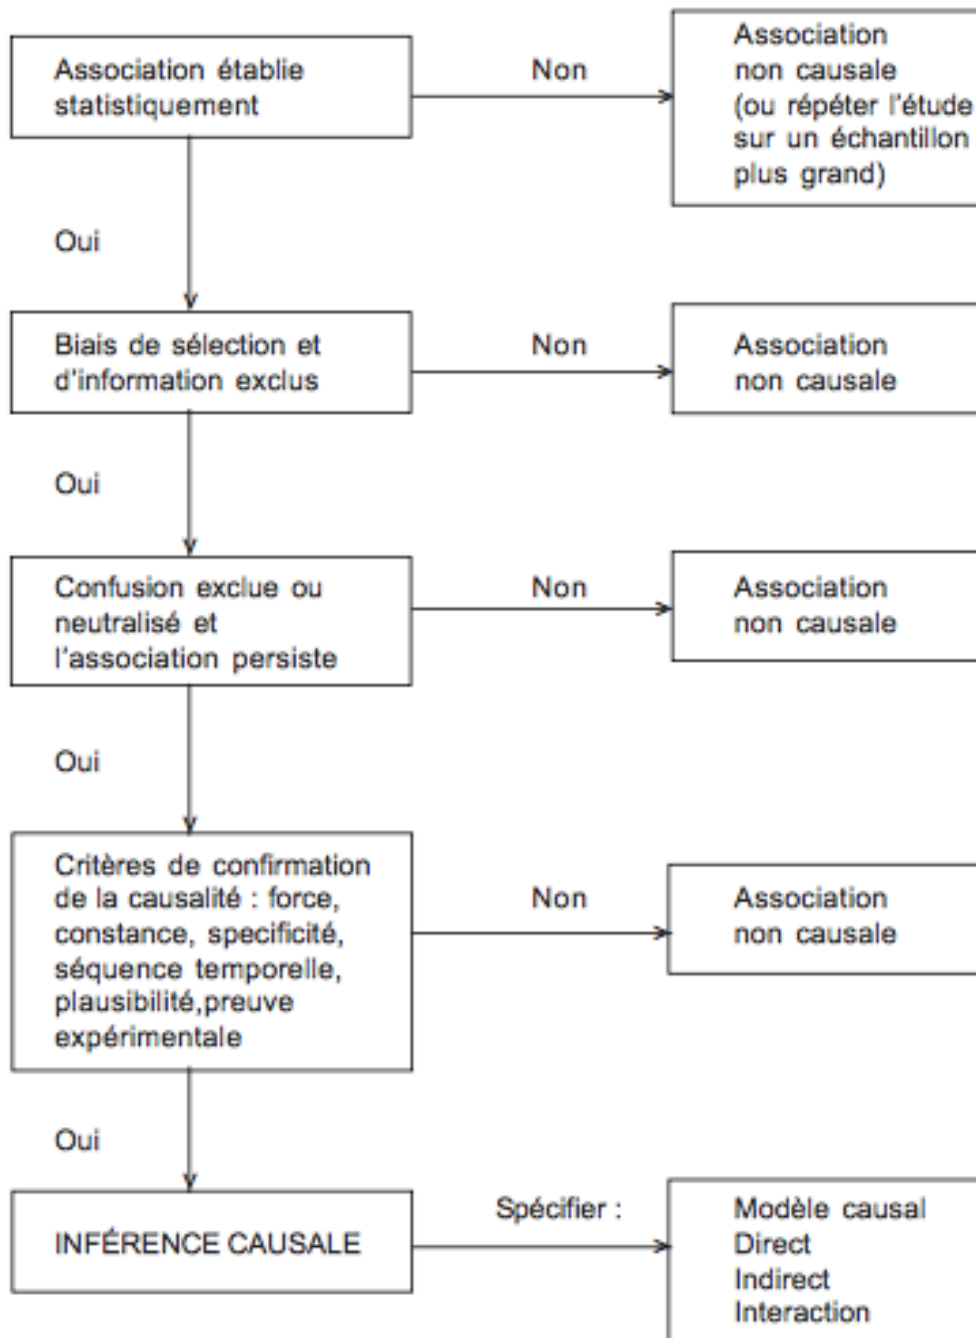 Association établie
statistiquement
Non
Association
non causale
(ou répéter l'étude
sur un échantillon
plus grand)
Oui
Biais de sélection et
d'information exclus
Non
Association
non causale
Oui
Confusion exclue ou
neutralisé et
l'association persiste
Non
Association
non causale
Oui
Critères de confirmation
de la causalité : force,
constance, specificité,
séquence temporelle,
plausibilité,preuve
expérimentale
Non
Association
non causale
Oui
INFÉRENCE CAUSALE
Spécifier :
Modèle causal
Direct
Indirect
Interaction